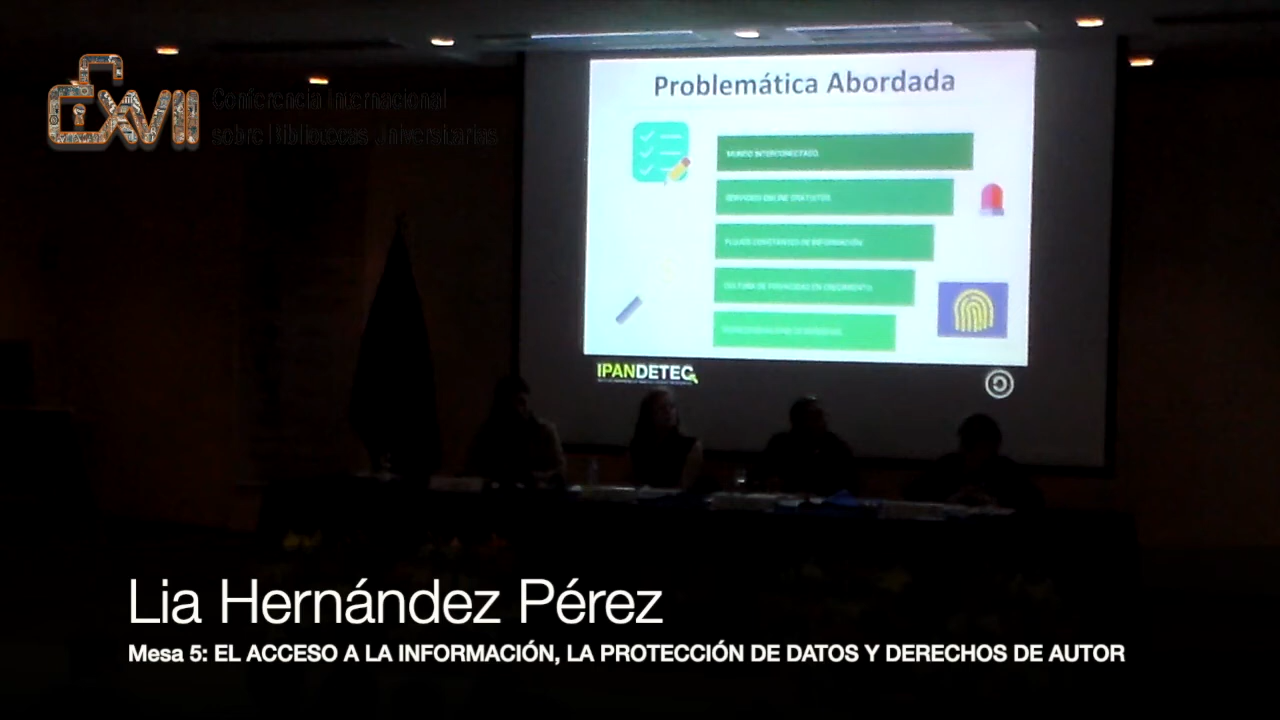 XVII
Conferencia Internacional
sobre Bibliotecas Universitarias
Problemática Abordada
MUNDO INTERCONECTADO.
SERVICIOS ONLINE GRATUITOS.
FLUJOS CONSTANTES DE INFORMACIÓN.
CULTURA DE PRIVACIDAD EN CRECIMIENTO.
IPANDETEC
Lia Hernández Pérez
Mesa 5: EL ACCESO A LA INFORMACIÓN, LA PROTECCIÓN DE DATOS Y DERECHOS DE AUTOR